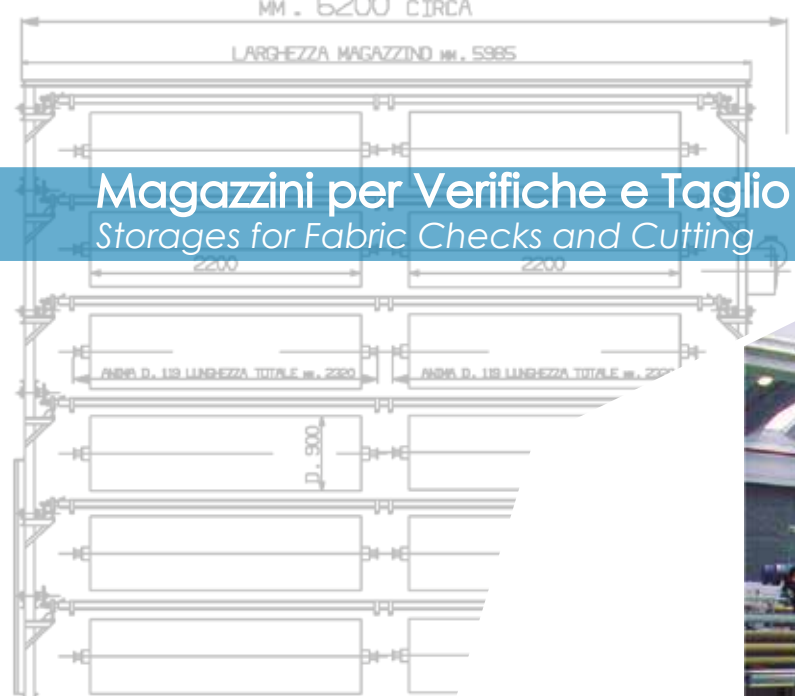 MM. 6200 CIRCA
LARGHEZZA MAGAZZINO MM. 5985
Magazzini per Verifiche e Taglio
Storages for Fabric Checks and Cutting
2200 2200
ANIMA D. 119 LUNGHEZZA TOTALE MM. 2320 ANIMA D. 119 LUNGHEZZA TOTALE MM. 2320
D. 900